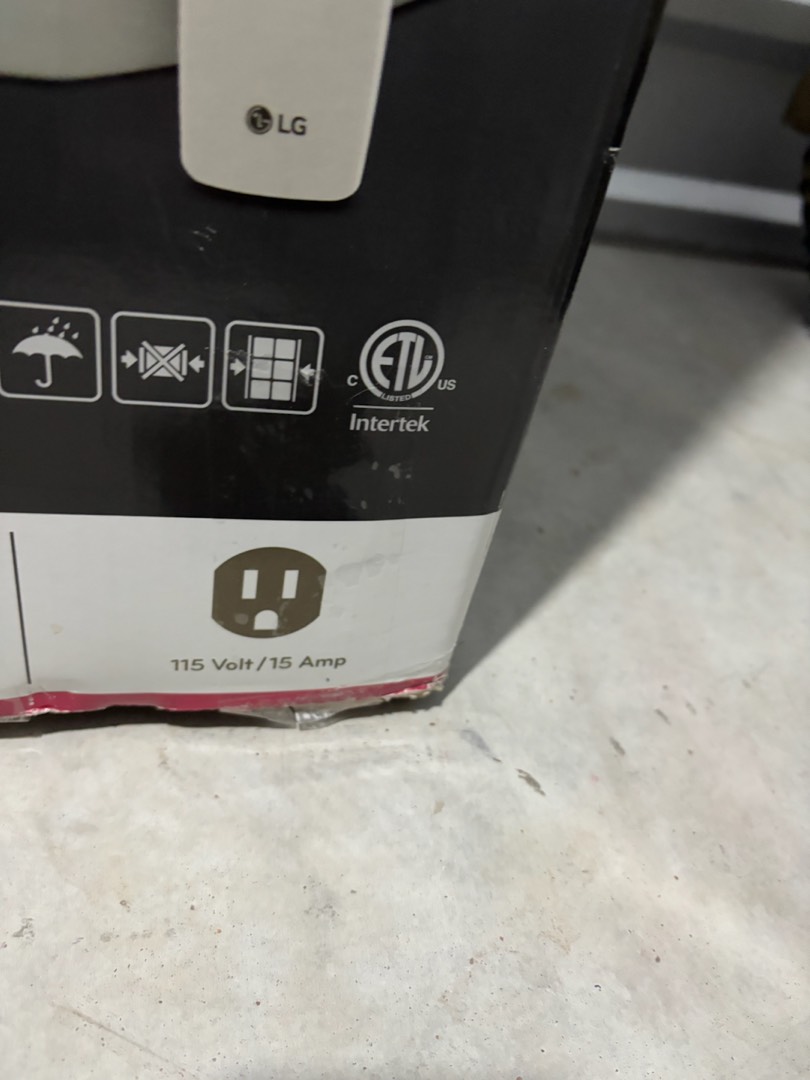 LG
ETL
C LISTED US
Intertek
115 Volt/15 Amp